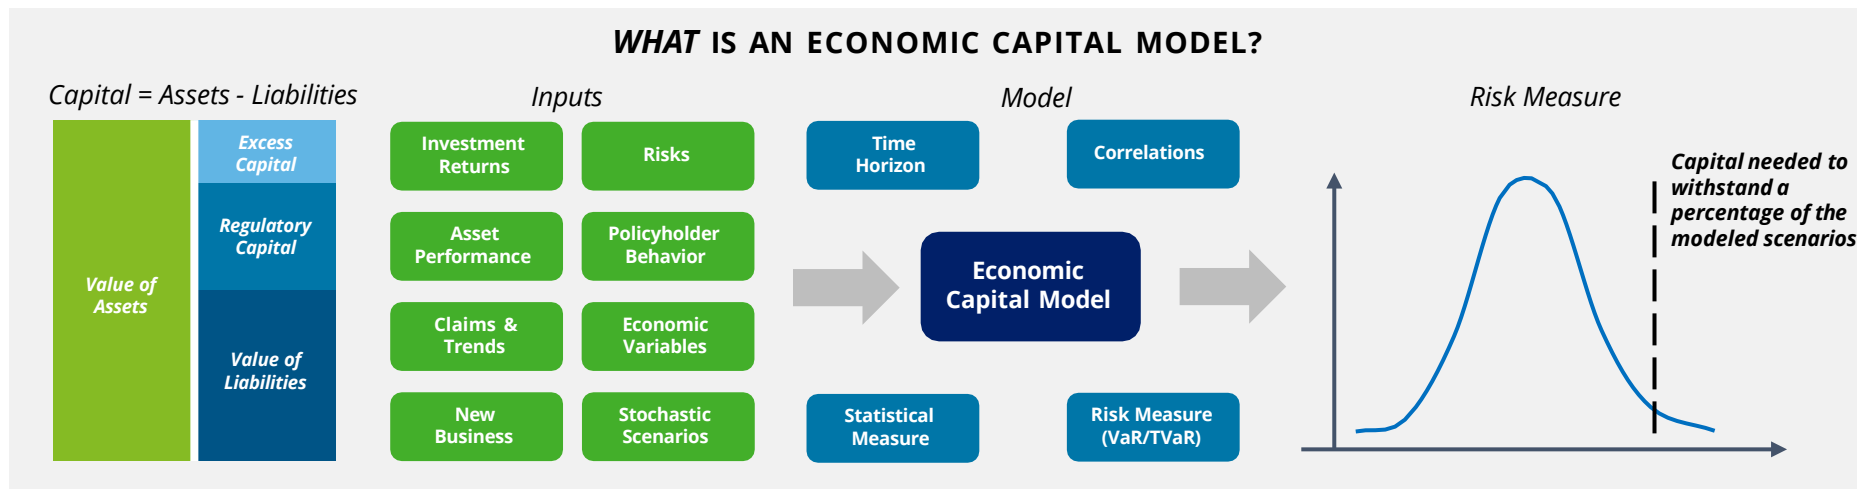 WHAT IS AN ECONOMIC CAPITAL MODEL?
Capital = Assets - Liabilities
Value of
Assets
Excess
Capital
Regulatory
Capital
Value of
Liabilities
Inputs
Investment
Returns
Risks
Asset
Performance
Policyholder
Behavior
Claims &
Trends
Economic
Variables
New
Business
Stochastic
Scenarios
Model
Time
Horizon
Correlations
Economic
Capital Model
Statistical
Measure
Risk Measure
(VaR/TVaR)
Risk Measure
Capital needed to
withstand a
percentage of the
modeled scenarios